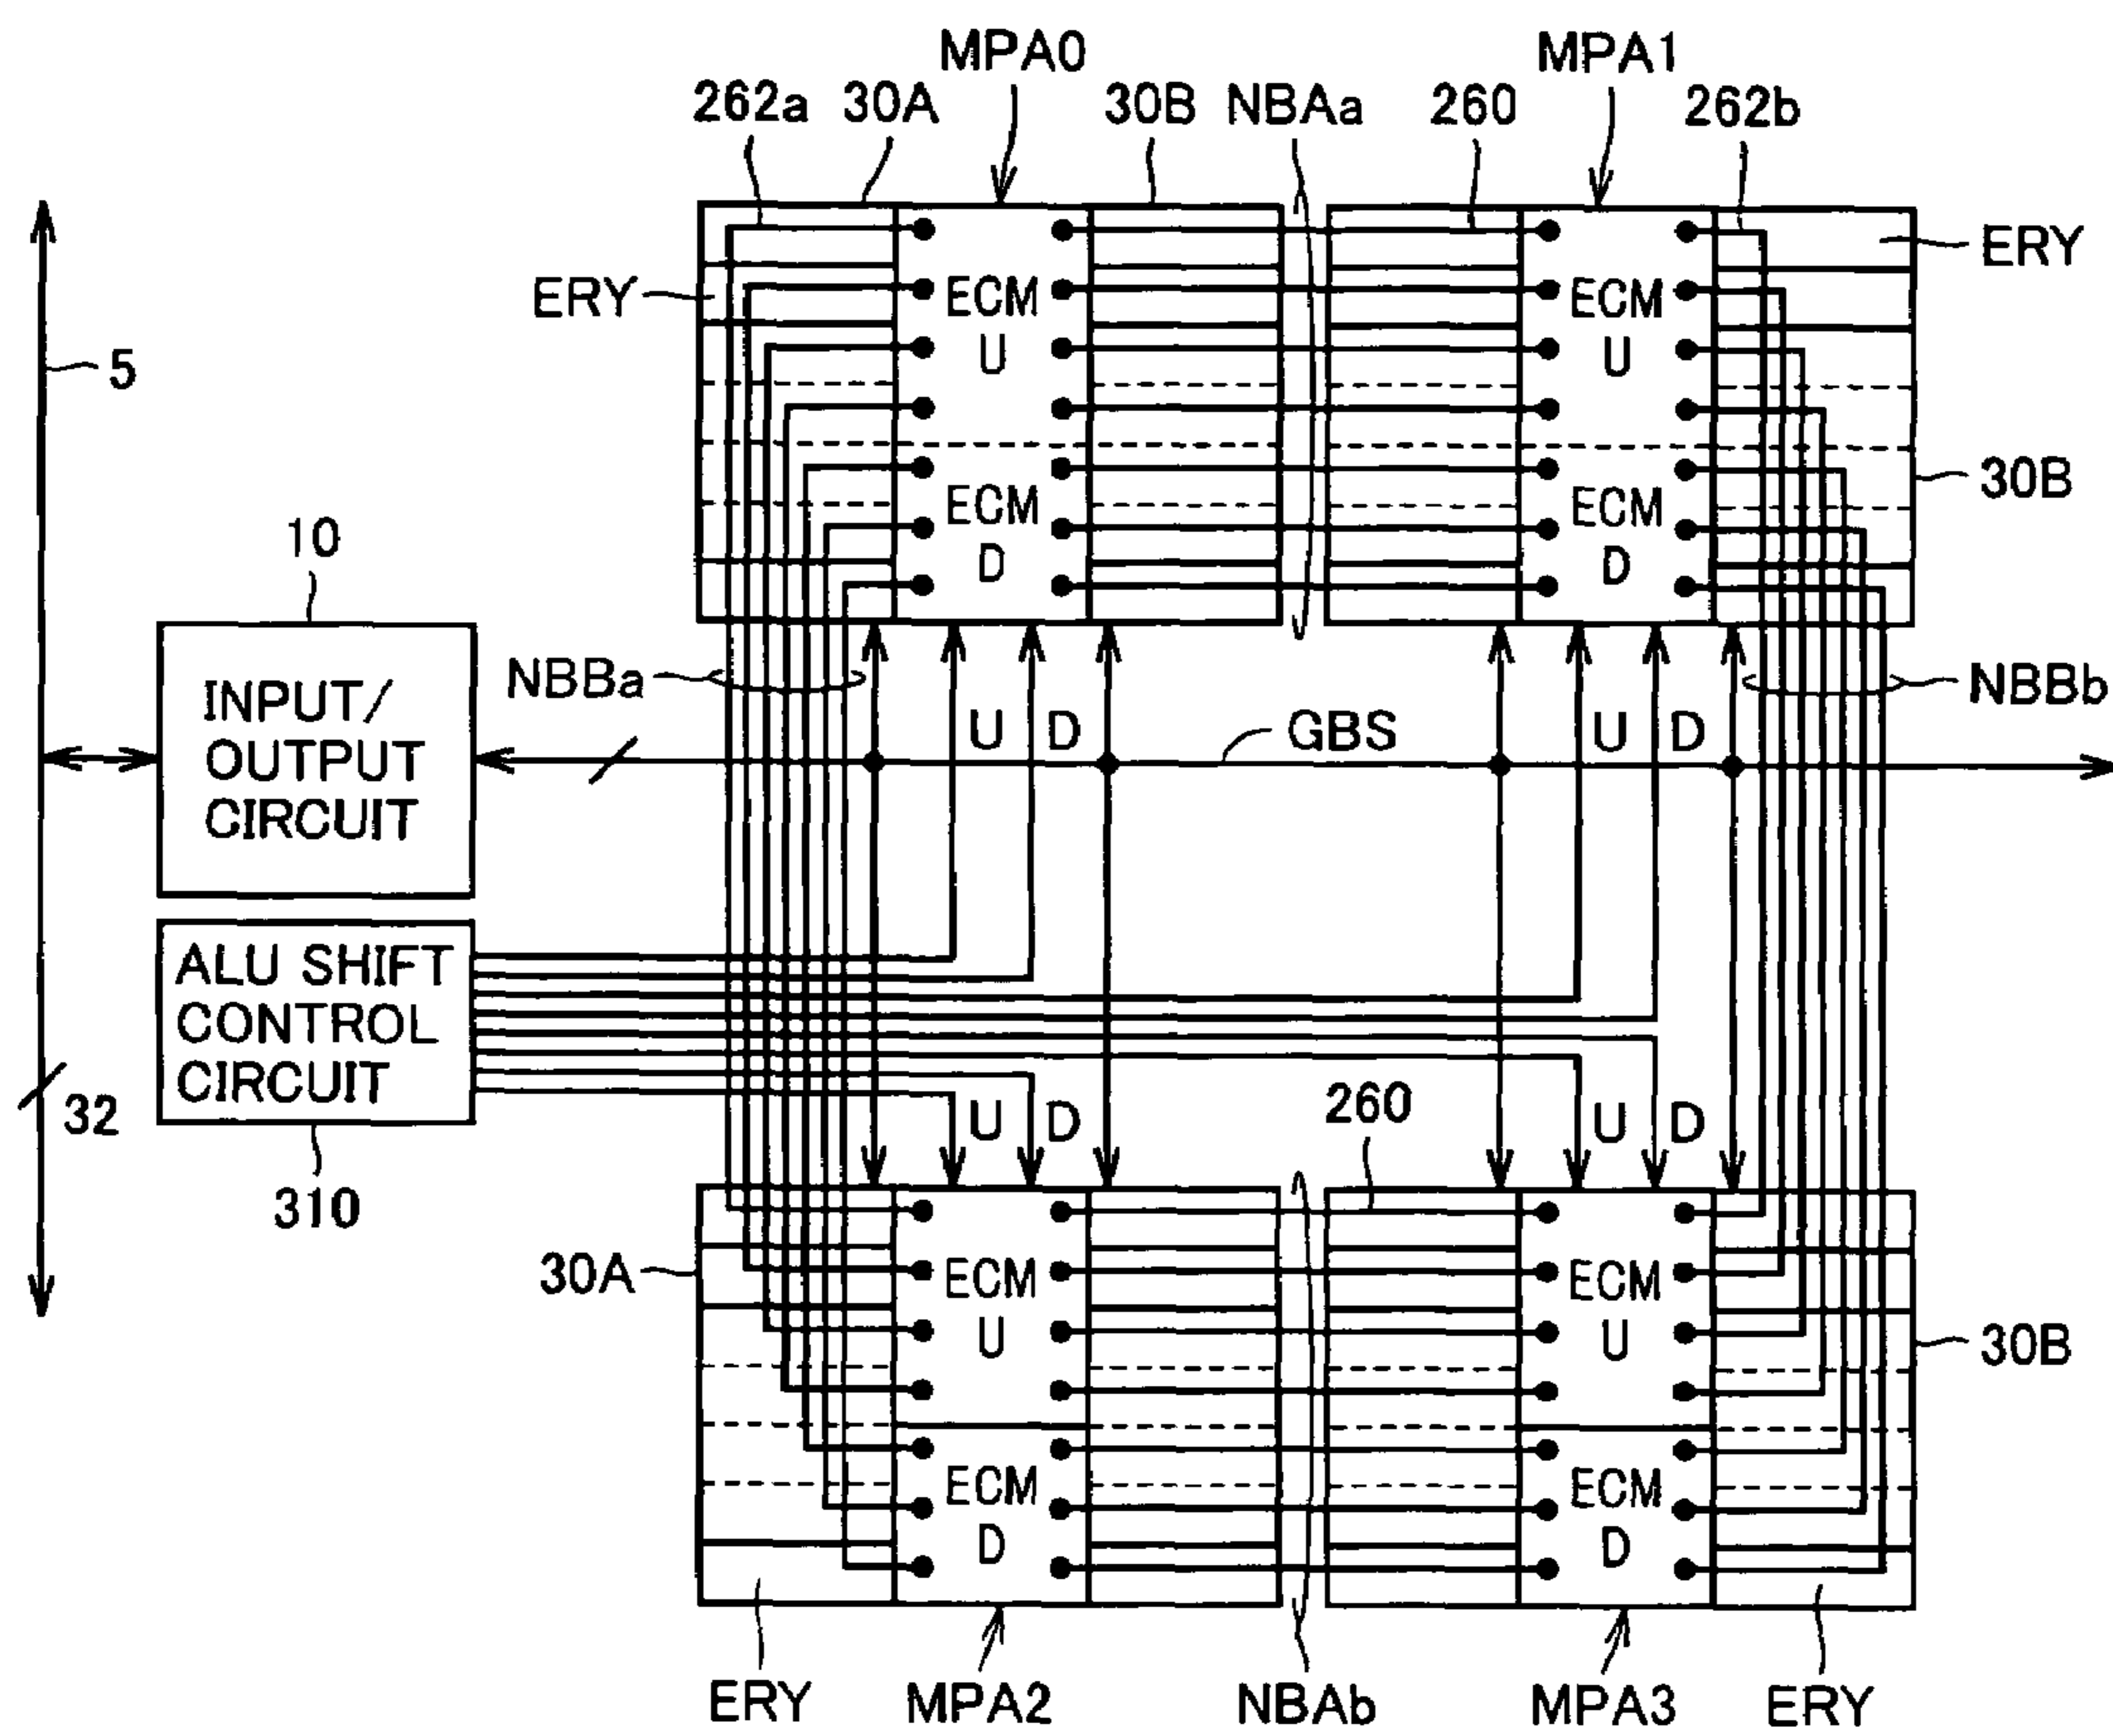 MPA0 MPA1
262a 30A 30B NBAa 260 262b
ERY ECM ECM ERY
U U
5
ECM ECM 30B
D D
10
NBBa NBBb
INPUT/
OUTPUT
CIRCUIT
U D GBS U D
ALU SHIFT
CONTROL
CIRCUIT
32
310
U D 260 U D
30A ECM ECM
U U 30B
ECM ECM
D D
ERY MPA2 NBAb MPA3 ERY